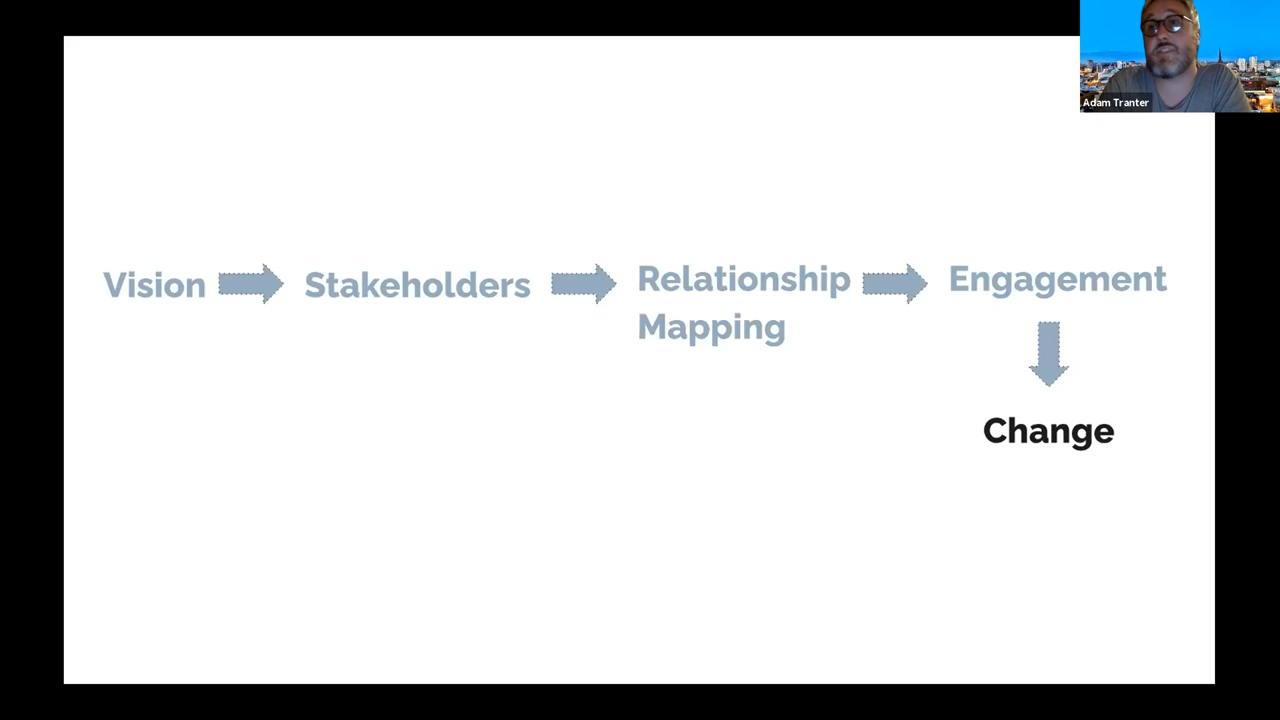 Adam Tranter
Vision
Stakeholders
Relationship
Mapping
Engagement
Change